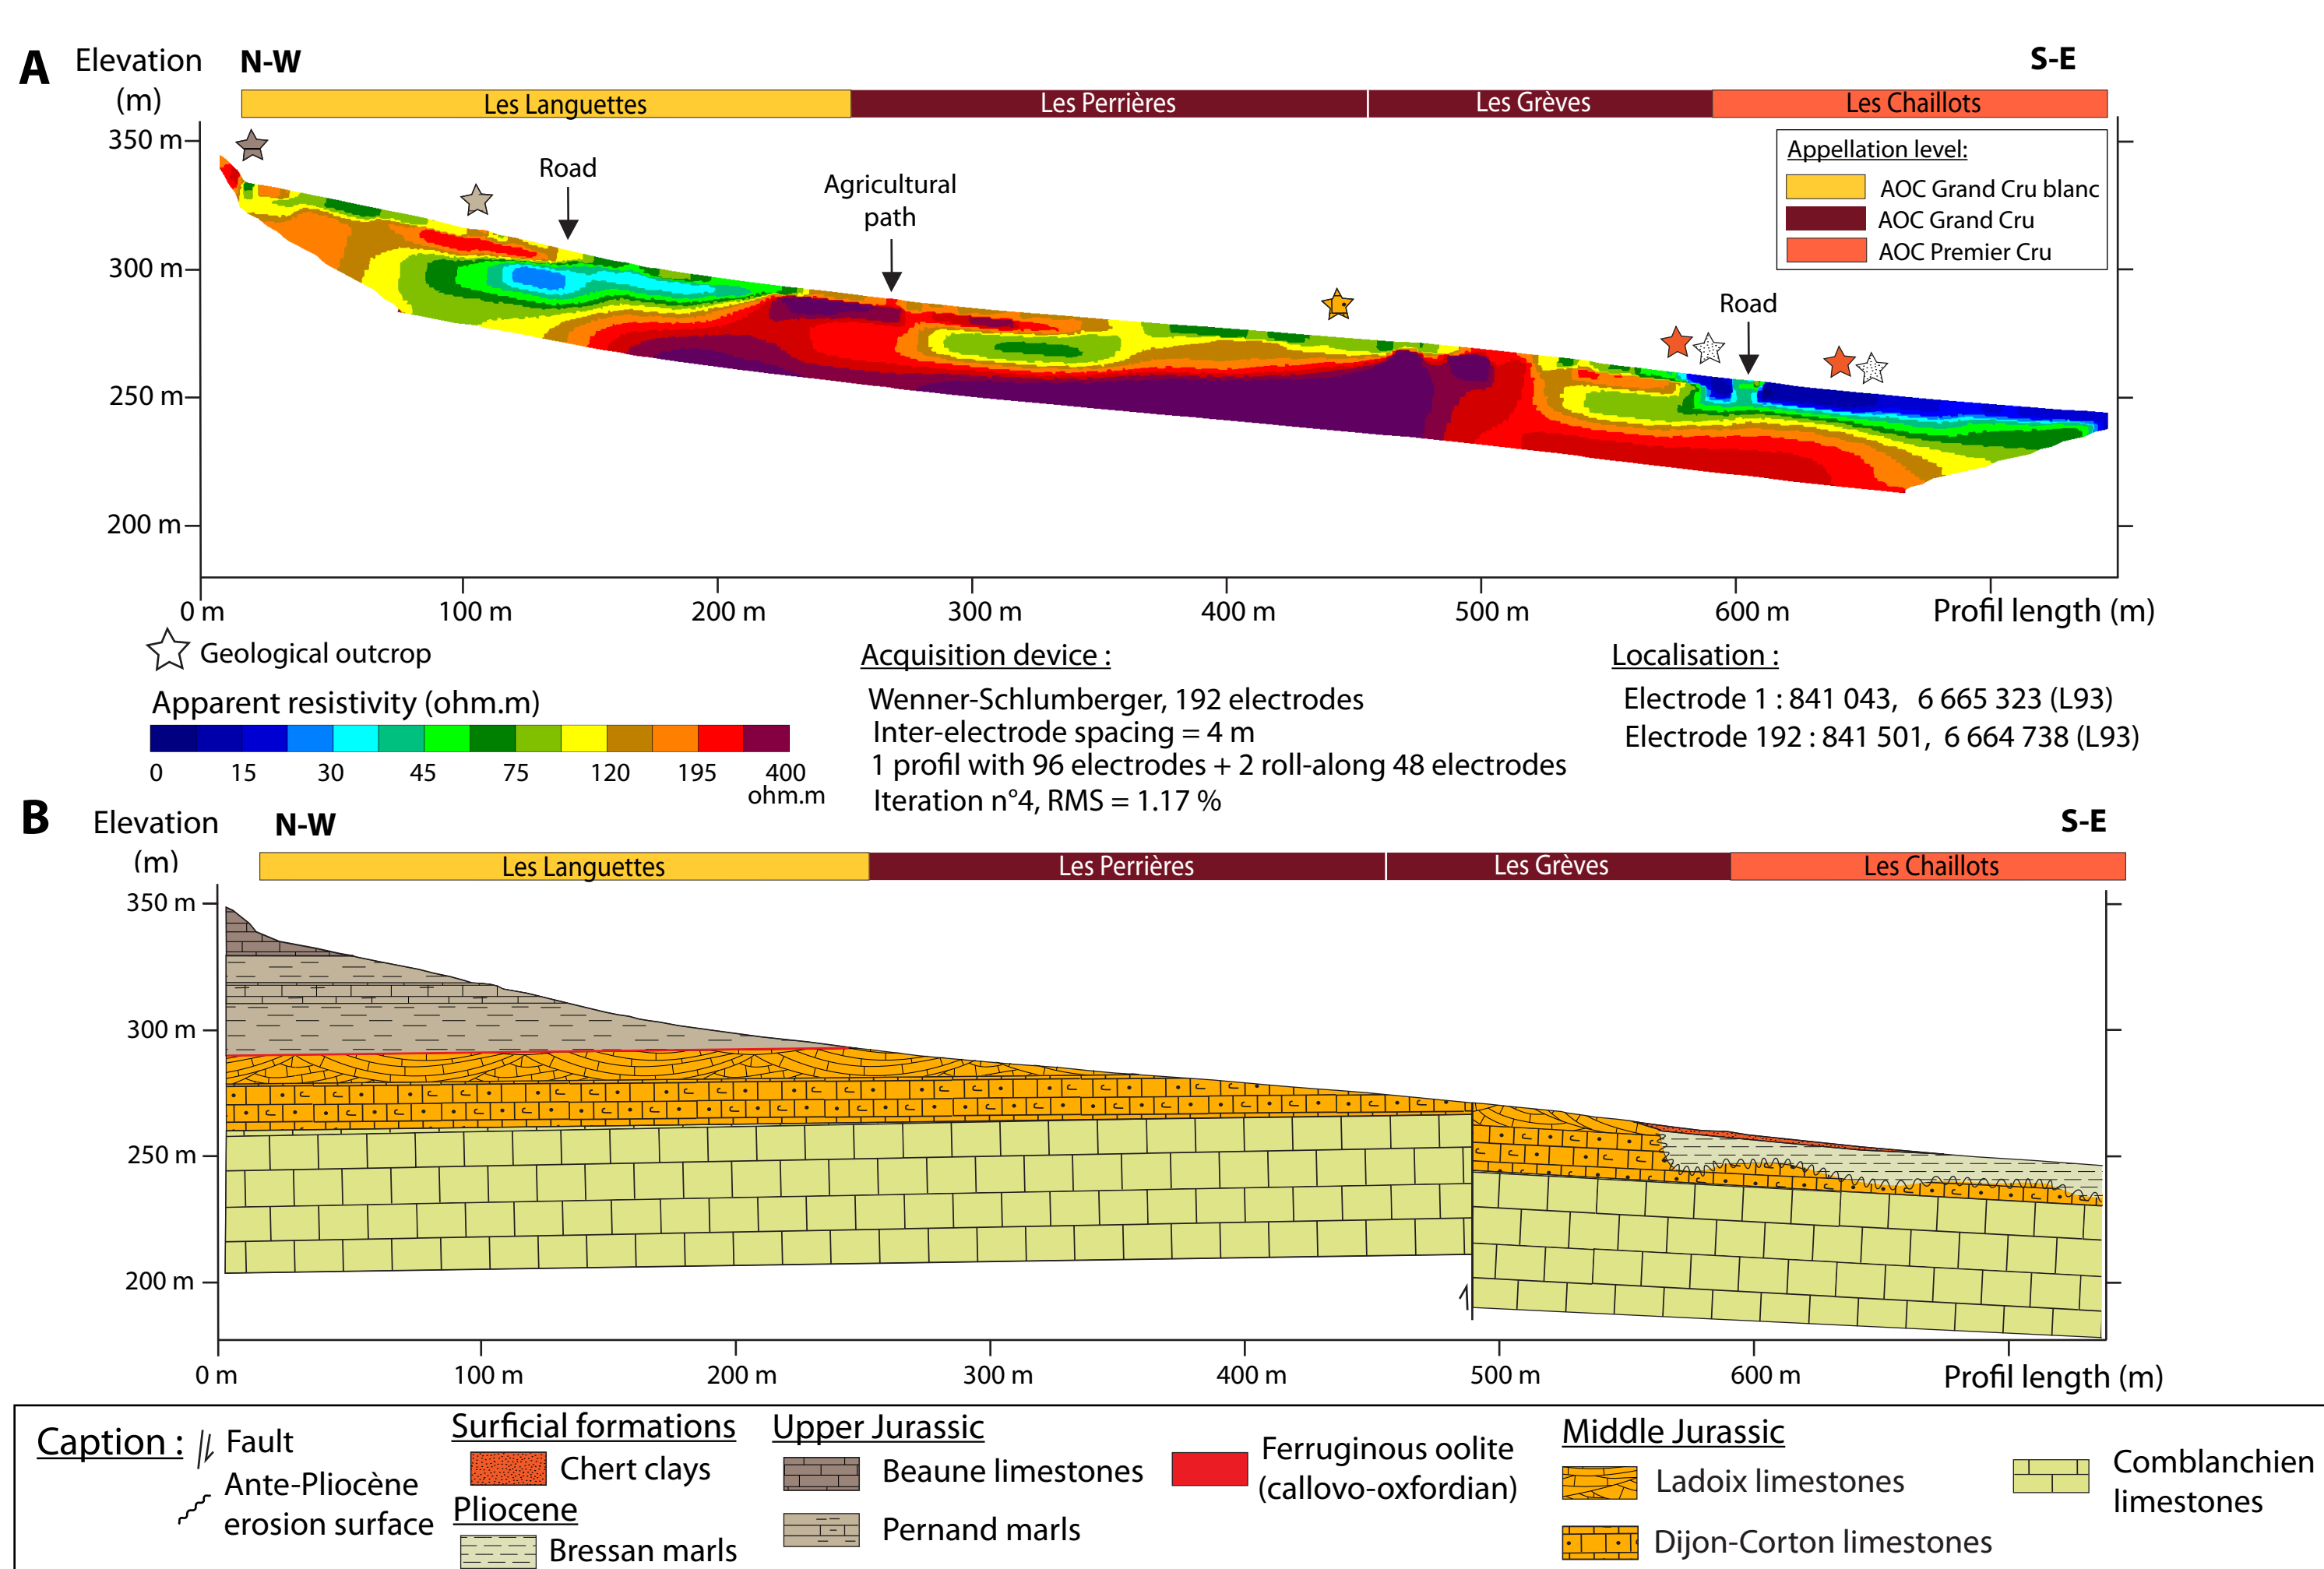 A
Elevation
(m)
N-W
S-E
Les Languettes
Les Perrières
Les Grèves
Les Chaillots
350 m
300 m
250 m
200 m
Road
Agricultural
path
Road
Appellation level:
AOC Grand Cru blanc
AOC Grand Cru
AOC Premier Cru
0 m
100 m
200 m
300 m
400 m
500 m
600 m
Profil length (m)
Geological outcrop
Apparent resistivity (ohm.m)
0 15 30 45 75 120 195 400
ohm.m
Acquisition device :
Wenner-Schlumberger, 192 electrodes
Inter-electrode spacing = 4 m
1 profil with 96 electrodes + 2 roll-along 48 electrodes
Iteration n°4, RMS = 1.17 %
Localisation :
Electrode 1 : 841 043, 6 665 323 (L93)
Electrode 192 : 841 501, 6 664 738 (L93)
B
Elevation
(m)
N-W
S-E
Les Languettes
Les Perrières
Les Grèves
Les Chaillots
350 m
300 m
250 m
200 m
0 m
100 m
200 m
300 m
400 m
500 m
600 m
Profil length (m)
Caption :
Fault
Ante-Pliocène
erosion surface
Surficial formations
Chert clays
Pliocene
Bressan marls
Upper Jurassic
Beaune limestones
Pernand marls
Ferruginous oolite
(callovo-oxfordian)
Middle Jurassic
Ladoix limestones
Dijon-Corton limestones
Comblanchien
limestones